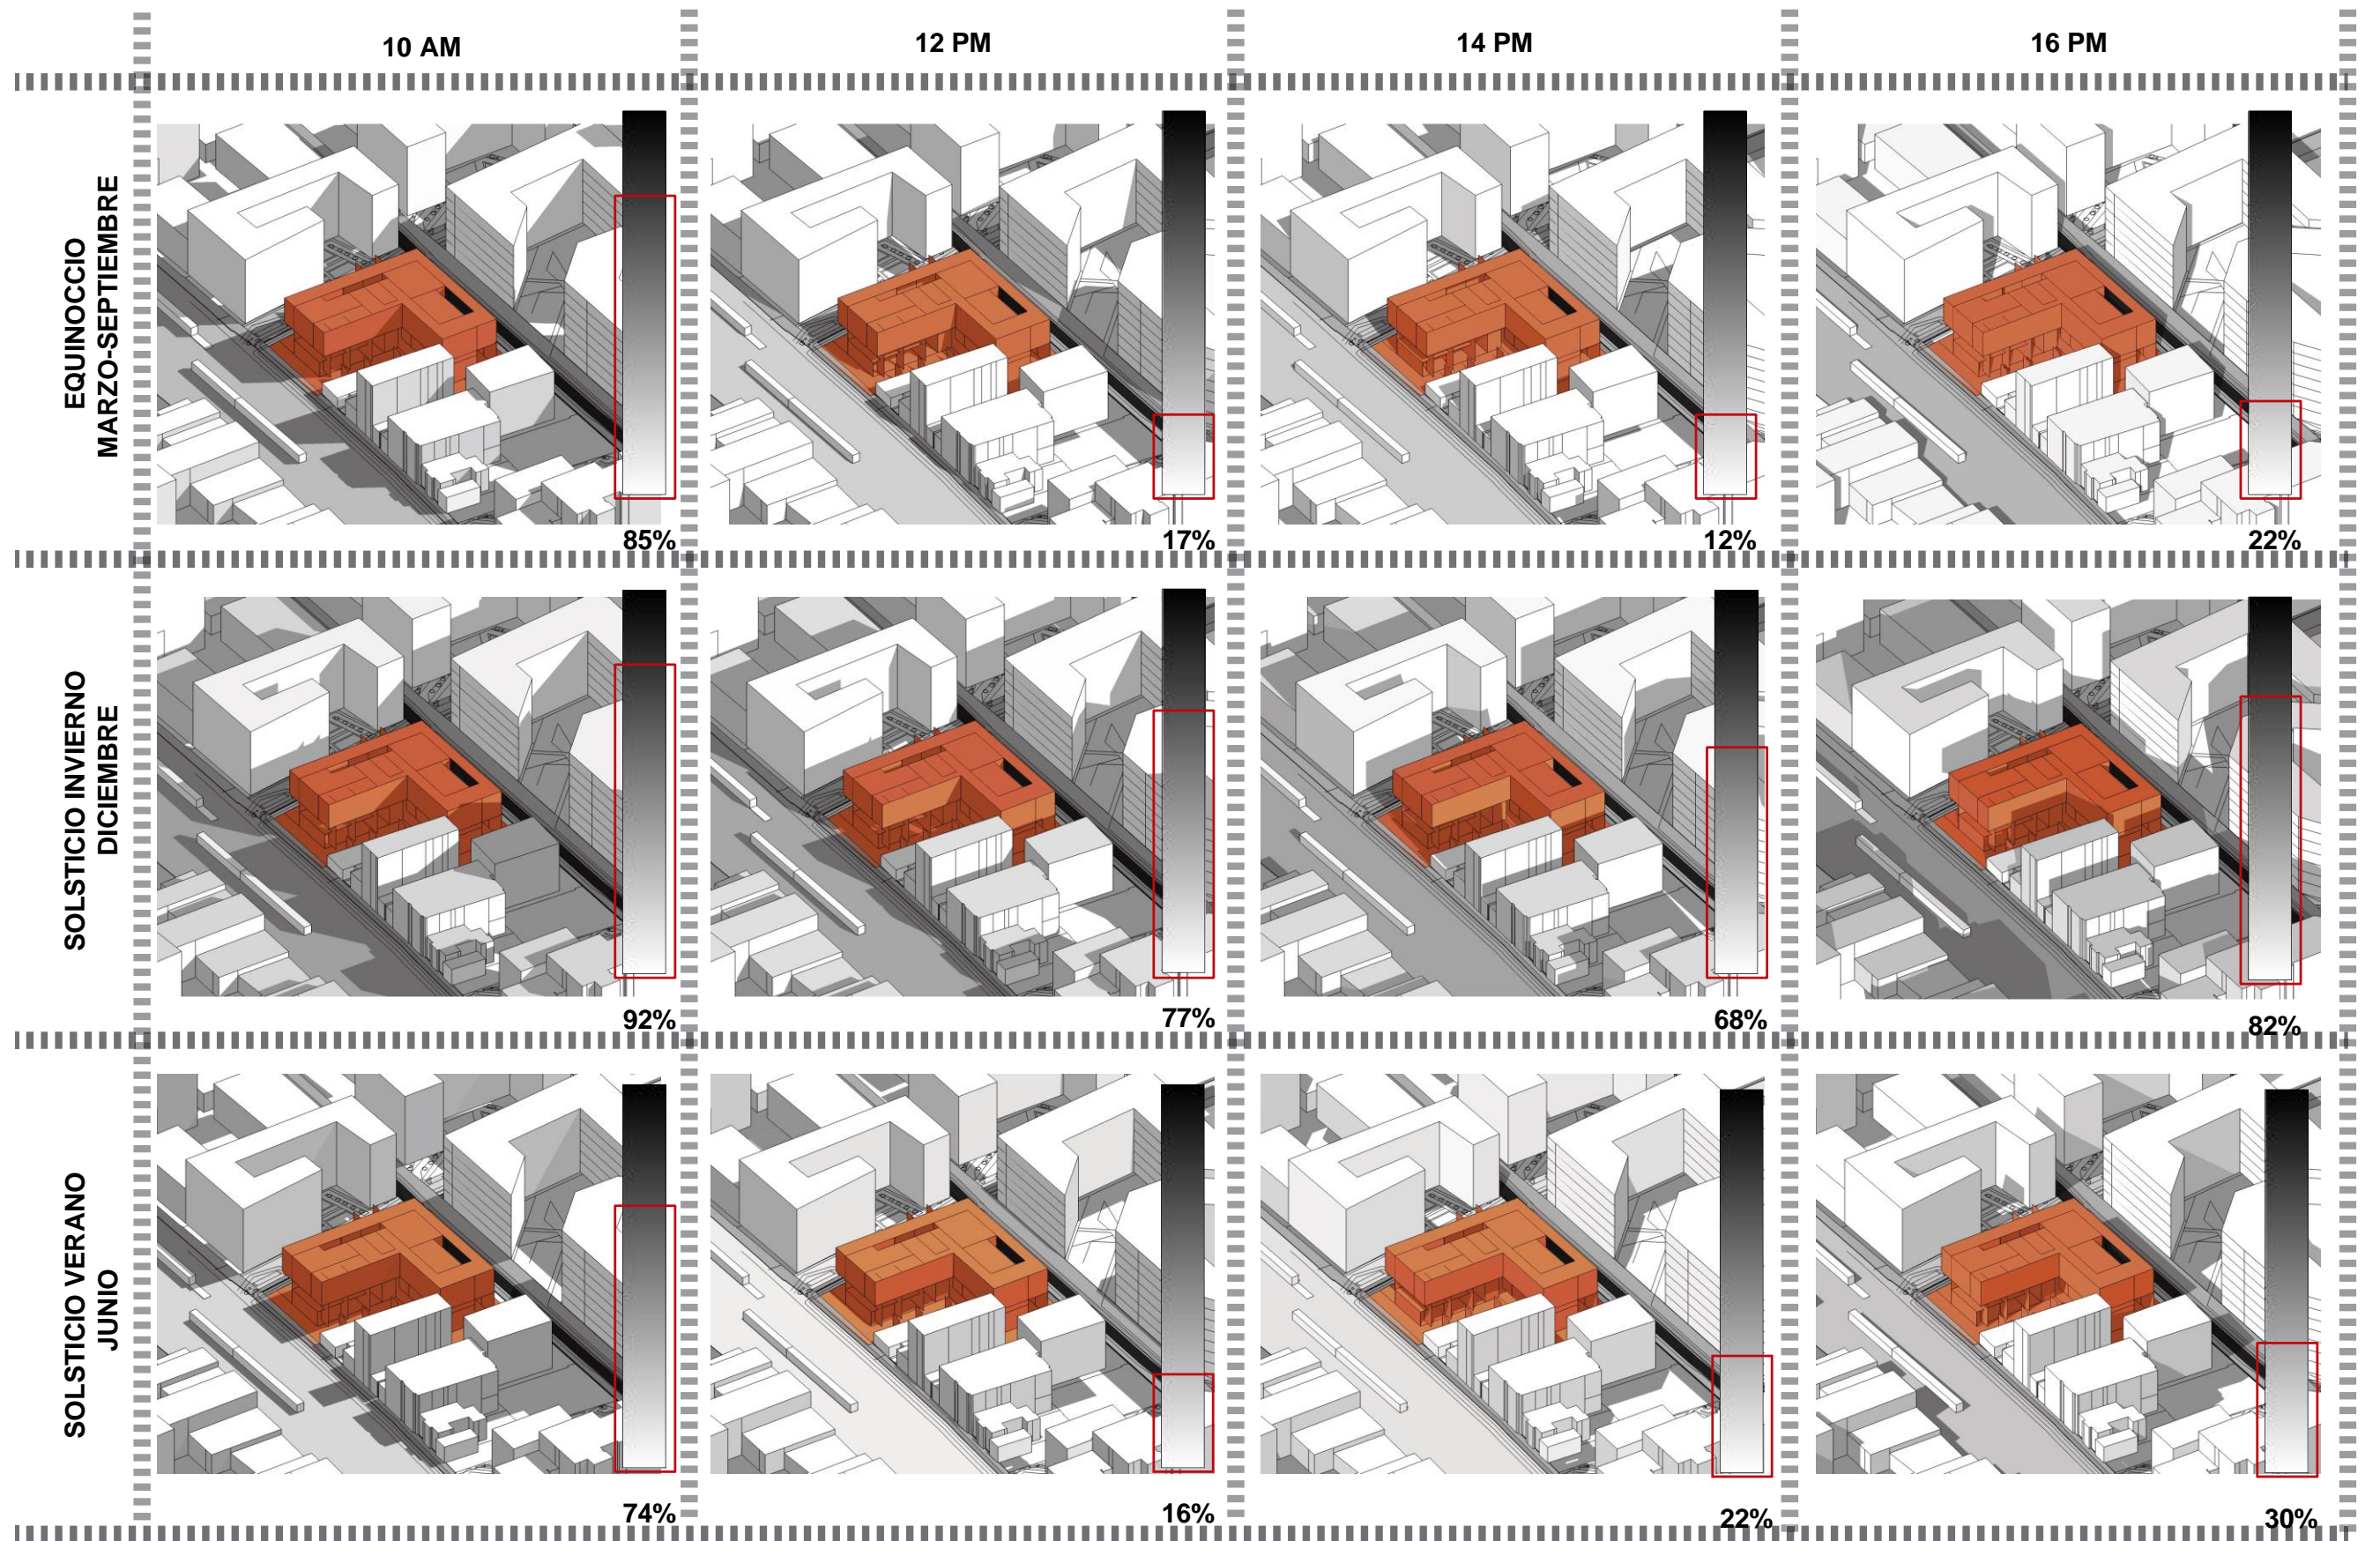 10 AM
12 PM
14 PM
16 PM
EQUINOCCIO
MARZO-SEPTIEMBRE
85%
17%
12%
22%
SOLSTICIO INVIERNO
DICIEMBRE
92%
77%
68%
82%
SOLSTICIO VERANO
JUNIO
74%
16%
22%
30%